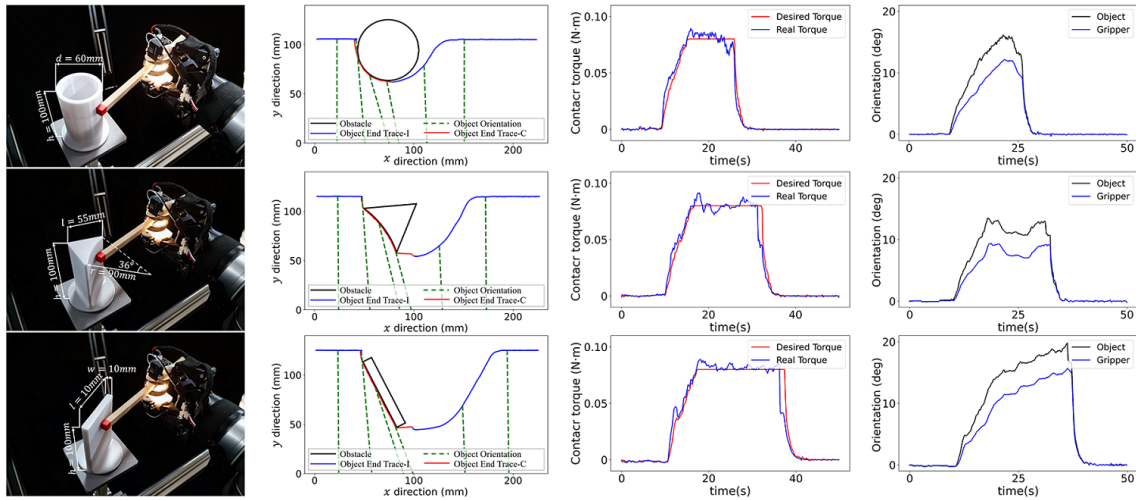 d = 60mm
h = 100mm
y direction (mm)
100
50
0
Obstacle
Object End Trace-I
Object Orientation
Object End Trace-C
0
100
200
x direction (mm)
Contacr torque (N·m)
0.10
0.05
0
Desired Torque
Real Torque
0
20
40
time(s)
Orientation (deg)
20
10
0
Object
Gripper
0
25
50
time(s)
l = 55mm
h = 100mm
36°
r = 90mm
y direction (mm)
100
50
0
Obstacle
Object End Trace-I
Object Orientation
Object End Trace-C
0
100
200
x direction (mm)
Contacr torque (N·m)
0.10
0.05
0
Desired Torque
Real Torque
0
20
40
time(s)
Orientation (deg)
20
10
0
Object
Gripper
0
25
50
time(s)
w = 10mm
l = 10mm
h = 100mm
y direction (mm)
100
50
0
Obstacle
Object End Trace-I
Object Orientation
Object End Trace-C
0
100
200
x direction (mm)
Contacr torque (N·m)
0.10
0.05
0
Desired Torque
Real Torque
0
20
40
time(s)
Orientation (deg)
20
10
0
Object
Gripper
0
25
50
time(s)